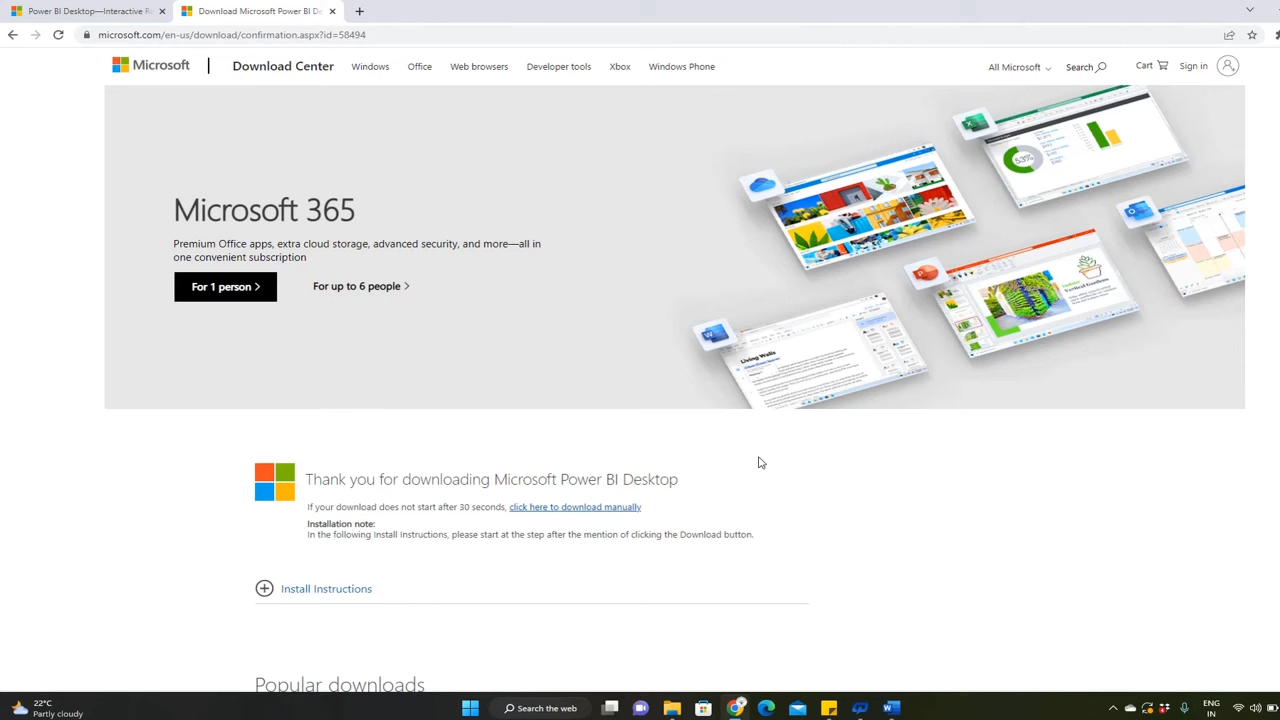 Power BI Desktop—Interactive R
Download Microsoft Power BI De
microsoft.com/en-us/download/confirmation.aspx?id=58494
Microsoft
Download Center
Windows
Office
Web browsers
Developer tools
Xbox
Windows Phone
All Microsoft
Search
Cart
Sign in
Microsoft 365
Premium Office apps, extra cloud storage, advanced security, and more—all in
one convenient subscription
For 1 person
For up to 6 people
53%
Living Walls
Vertical Gardens
Thank you for downloading Microsoft Power BI Desktop
If your download does not start after 30 seconds, click here to download manually
Installation note:
In the following Install Instructions, please start at the step after the mention of clicking the Download button.
Install Instructions
Popular downloads
22°C
Partly cloudy
Search the web
ENG
IN